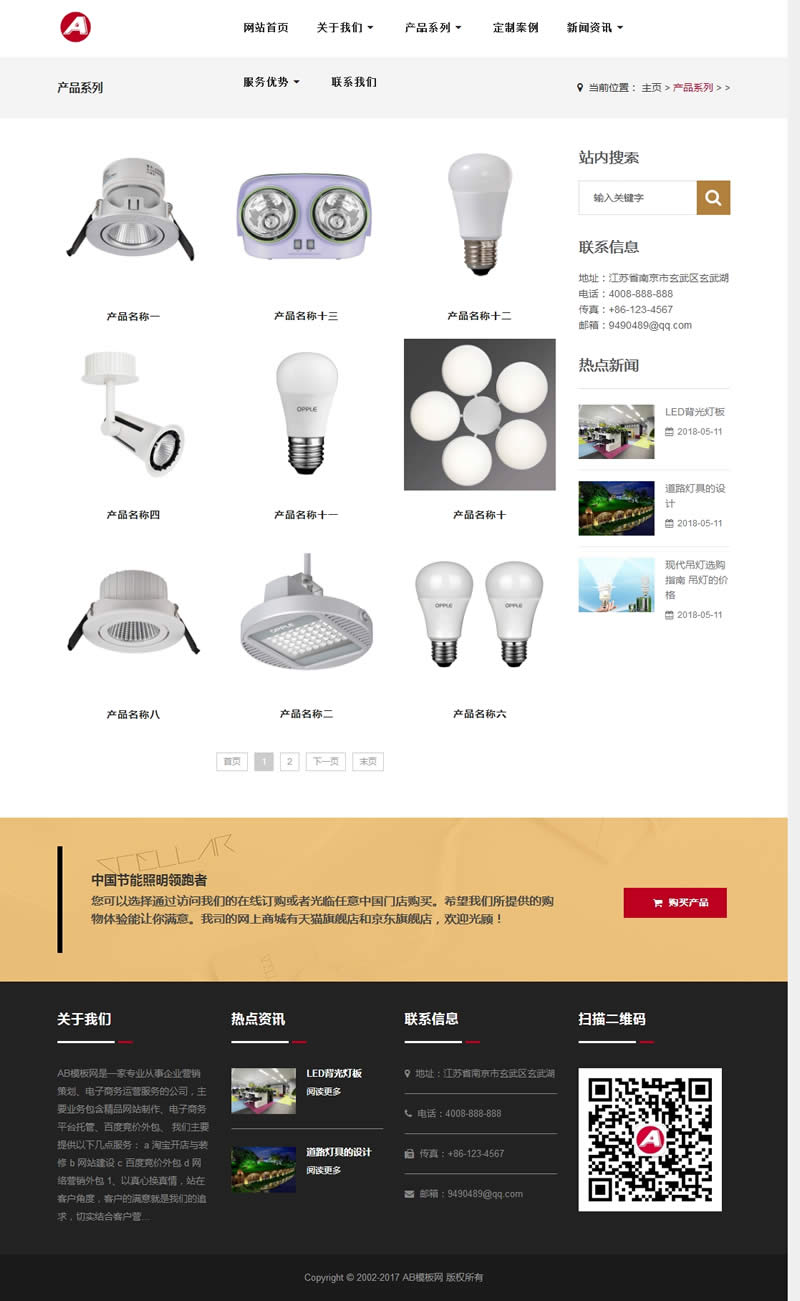 A
网站首页
关于我们
产品系列
定制案例
新闻资讯
服务优势
联系我们
产品系列
当前位置： 主页 > 产品系列 > >
产品名称一
产品名称十三
产品名称十二
OPPLE
产品名称四
产品名称十一
产品名称十
OPPLE
OPPLE
OPPLE
产品名称八
产品名称二
产品名称六
首页
1
2
下一页
末页
站内搜索
输入关键字
联系信息
地址：江苏省南京市玄武区玄武湖
电话：4008-888-888
传真：+86-123-4567
邮箱：9490489@qq.com
热点新闻
LED背光灯板
2018-05-11
道路灯具的设
计
2018-05-11
现代吊灯选购
指南 吊灯的价
格
2018-05-11
STELLAR
中国节能照明领跑者
您可以选择通过访问我们的在线订购或者光临任意中国门店购买。希望我们所提供的购
物体验能让你满意。我司的网上商城有天猫旗舰店和京东旗舰店，欢迎光顾！
购买产品
关于我们
AB模板网是一家专业从事企业营销
策划、电子商务运营服务的公司，主
要业务包含精品网站制作、电子商务
平台托管、百度竞价外包、 我们主要
提供以下几点服务： a 淘宝开店与装
修 b 网站建设 c 百度竞价外包 d 网
络营销外包 1、以真心换真情，站在
客户角度，客户的满意就是我们的追
求，切实结合客户营...
热点资讯
LED背光灯板
阅读更多
道路灯具的设计
阅读更多
联系信息
地址：江苏省南京市玄武区玄武湖
电话：4008-888-888
传真：+86-123-4567
邮箱：9490489@qq.com
扫描二维码
A
Copyright © 2002-2017 AB模板网 版权所有